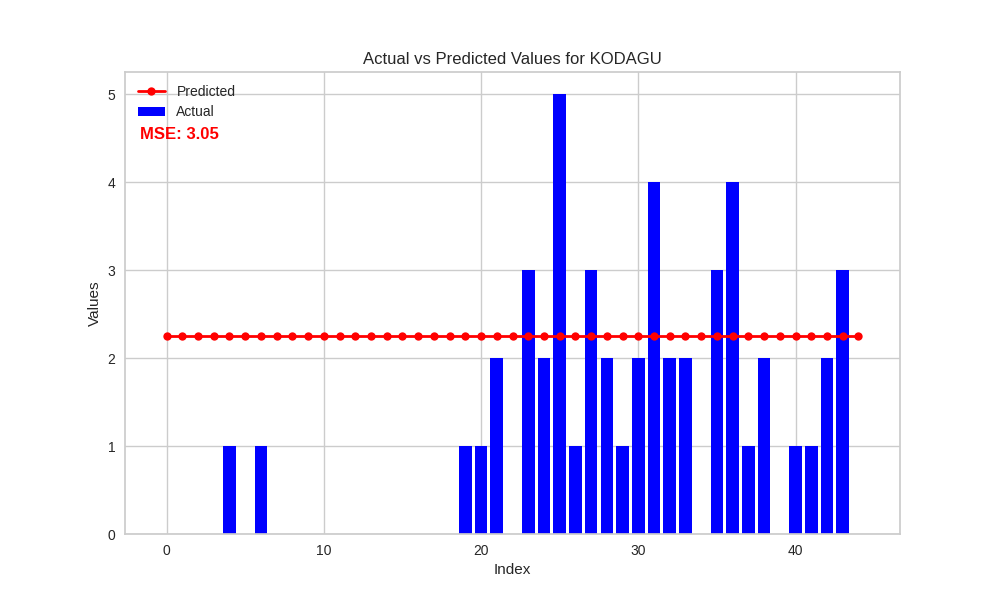 Actual vs Predicted Values for KODAGU
Predicted
Actual
MSE: 3.05
Values
5
4
3
2
1
0
0 10 20 30 40
Index